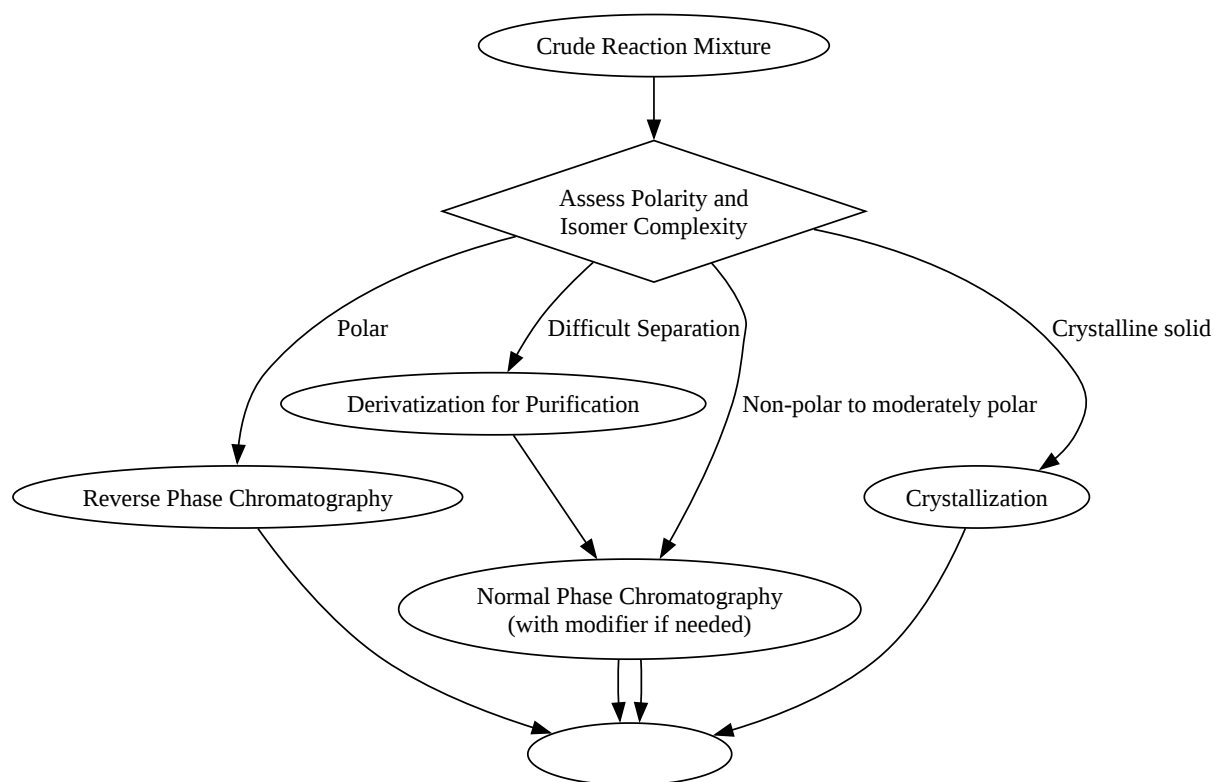 Crude Reaction Mixture
Assess Polarity and
Isomer Complexity
Polar
Difficult Separation
Crystalline solid
Derivatization for Purification
Non-polar to moderately polar
Reverse Phase Chromatography
Crystallization
Normal Phase Chromatography
(with modifier if needed)